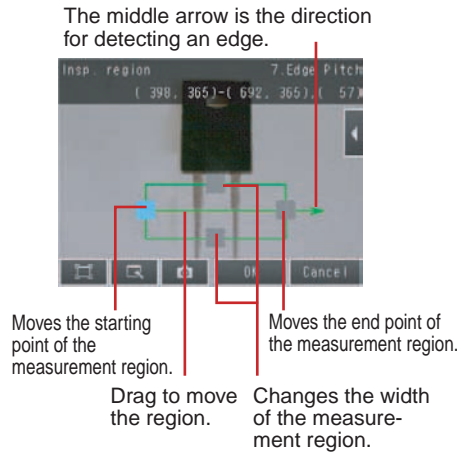 The middle arrow is the direction
for detecting an edge.
Insp. region 7.Edge Pitch
( 398, 365)-( 692, 365),( 57)
OK Cancel
Moves the starting
point of the
measurement region.
Moves the end point of
the measurement region.
Drag to move
the region.
Changes the width
of the measure-
ment region.